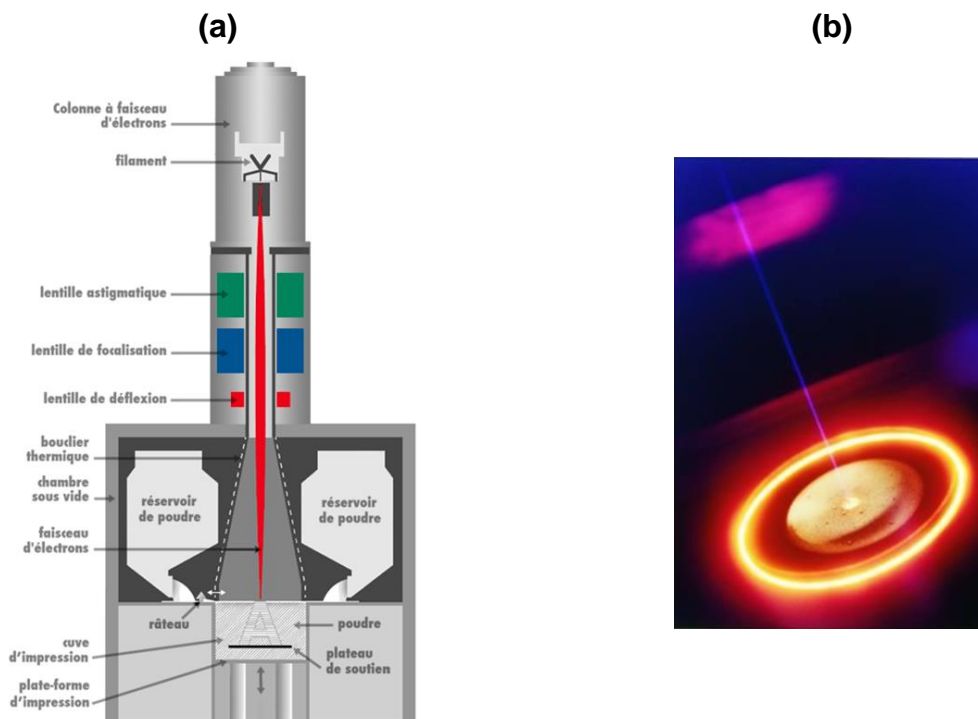 (a)
(b)
Colonne à faisceau
d'électrons
filament
lentille astigmatique
lentille de focalisation
lentille de déflexion
bouclier
thermique
chambre
sous vide
réservoir
de poudre
réservoir
de poudre
faisceau
d'électrons
râteau
poudre
cuve
d'impression
plateau
de soutien
plate-forme
d'impression